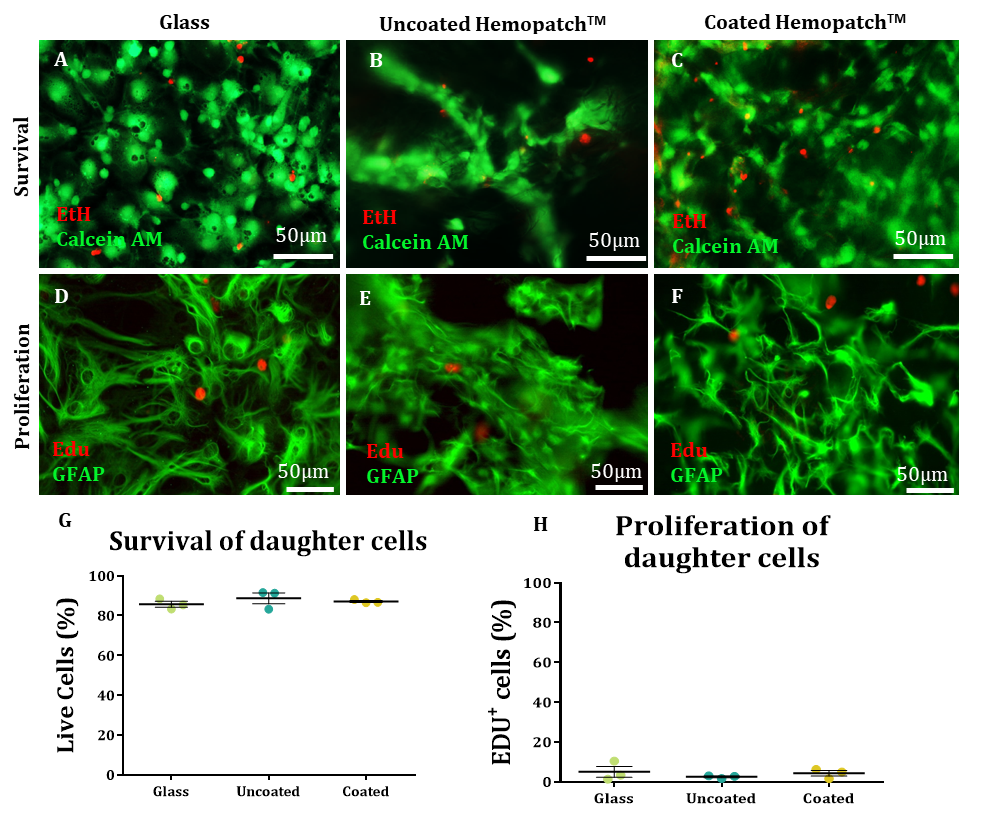 Glass
Uncoated Hemopatch™
Coated Hemopatch™
Survival
A
EtH
Calcein AM
50μm
B
EtH
Calcein AM
50μm
C
EtH
Calcein AM
50μm
Proliferation
D
Edu
GFAP
50μm
E
Edu
GFAP
50μm
F
Edu
GFAP
50μm
G
Survival of daughter cells
Live Cells (%)
100
80
60
40
20
0
Glass
Uncoated
Coated
H
Proliferation of
daughter cells
EDU⁺ cells (%)
100
80
60
40
20
0
Glass
Uncoated
Coated